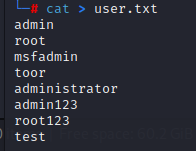 └─# cat > user.txt
admin
root
msfadmin
toor
administrator
admin123
root123
test